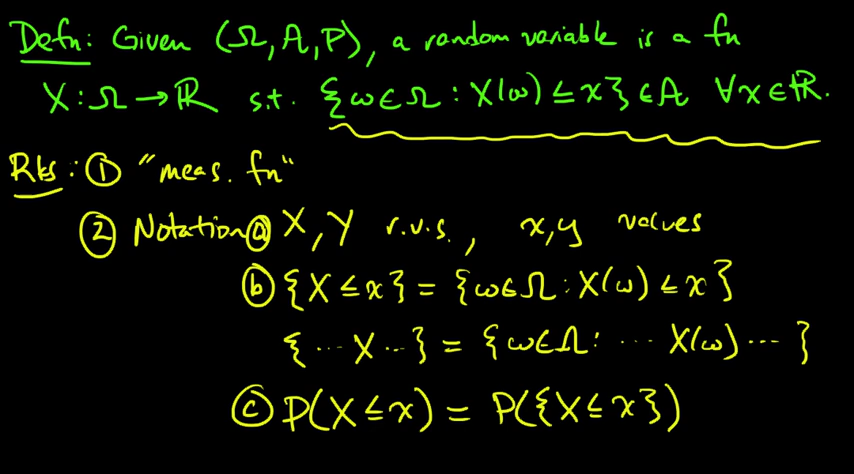 Defn: Given (Ω, A, P), a random variable is a fn
X: Ω → ℝ s.t. {ω ∈ Ω : X(ω) ≤ x} ∈ A ∀x ∈ ℝ.
Rks: ① "meas. fn"
② Notation ⓐ X, Y r.v.s., x, y values
ⓑ {X ≤ x} = {ω ∈ Ω : X(ω) ≤ x}
{ ... X ... } = {ω ∈ Ω : ... X(ω) ... }
ⓒ P(X ≤ x) = P({X ≤ x})